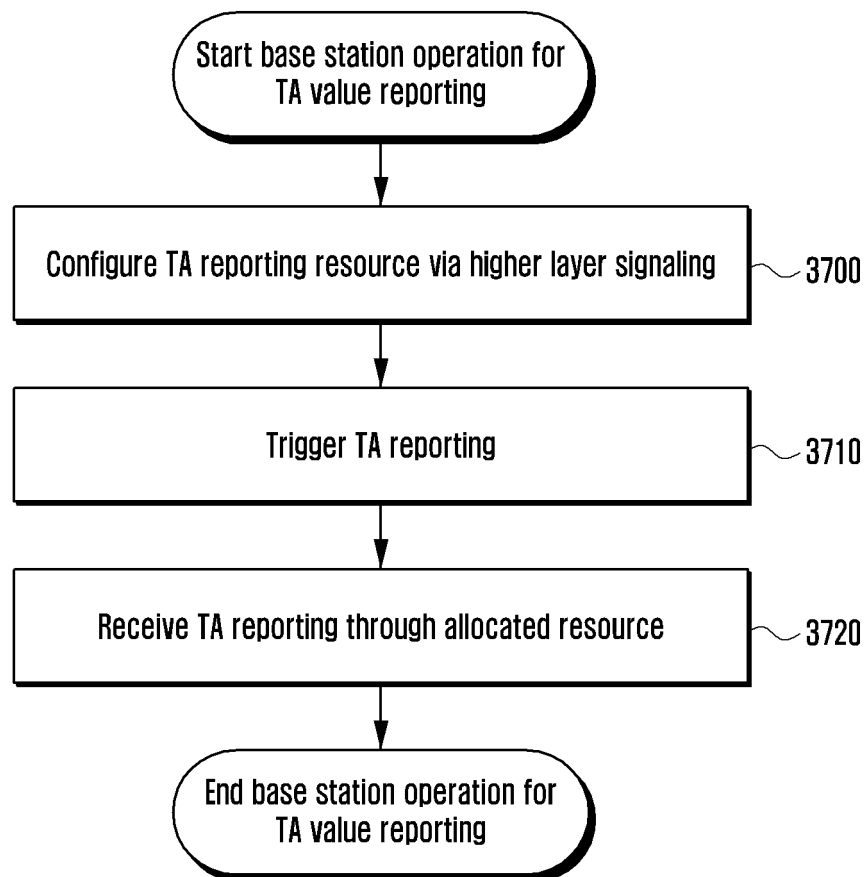 Start base station operation for
TA value reporting
Configure TA reporting resource via higher layer signaling
3700
Trigger TA reporting
3710
Receive TA reporting through allocated resource
3720
End base station operation for
TA value reporting